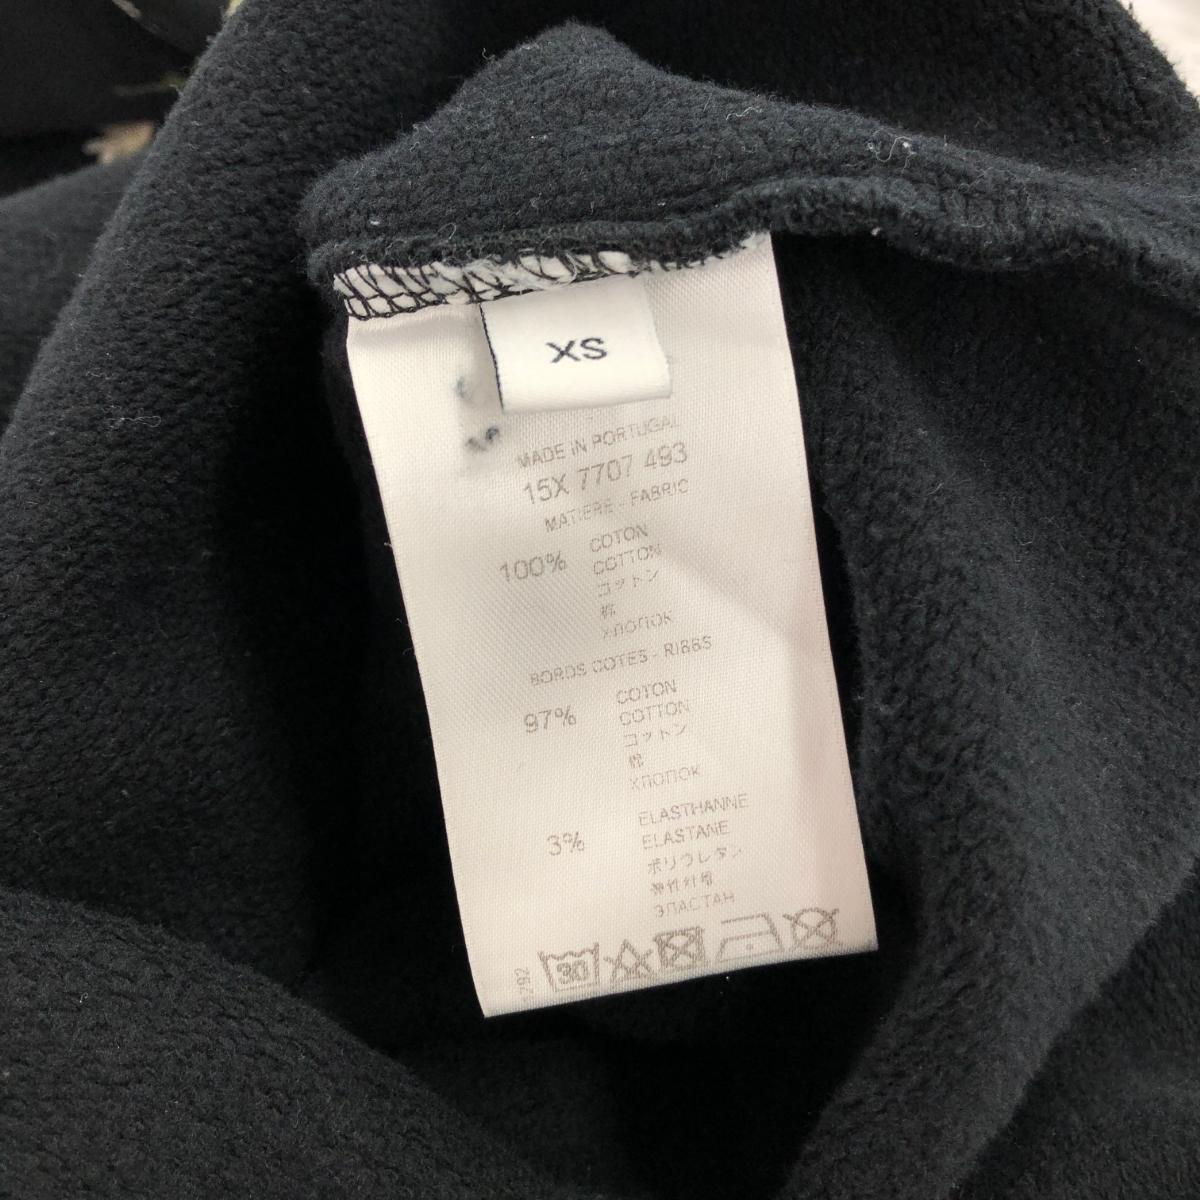 XS
MADE IN PORTUGAL
15X 7707 493
MATIERE - FABRIC
100% COTON
COTTON
コットン
棉
ХЛОПОК
BORDS COTES - RIBBS
97% COTON
COTTON
コットン
棉
ХЛОПОК
3% ELASTHANNE
ELASTANE
ポリウレタン
弹性纤维
ЭЛАСТАН
30